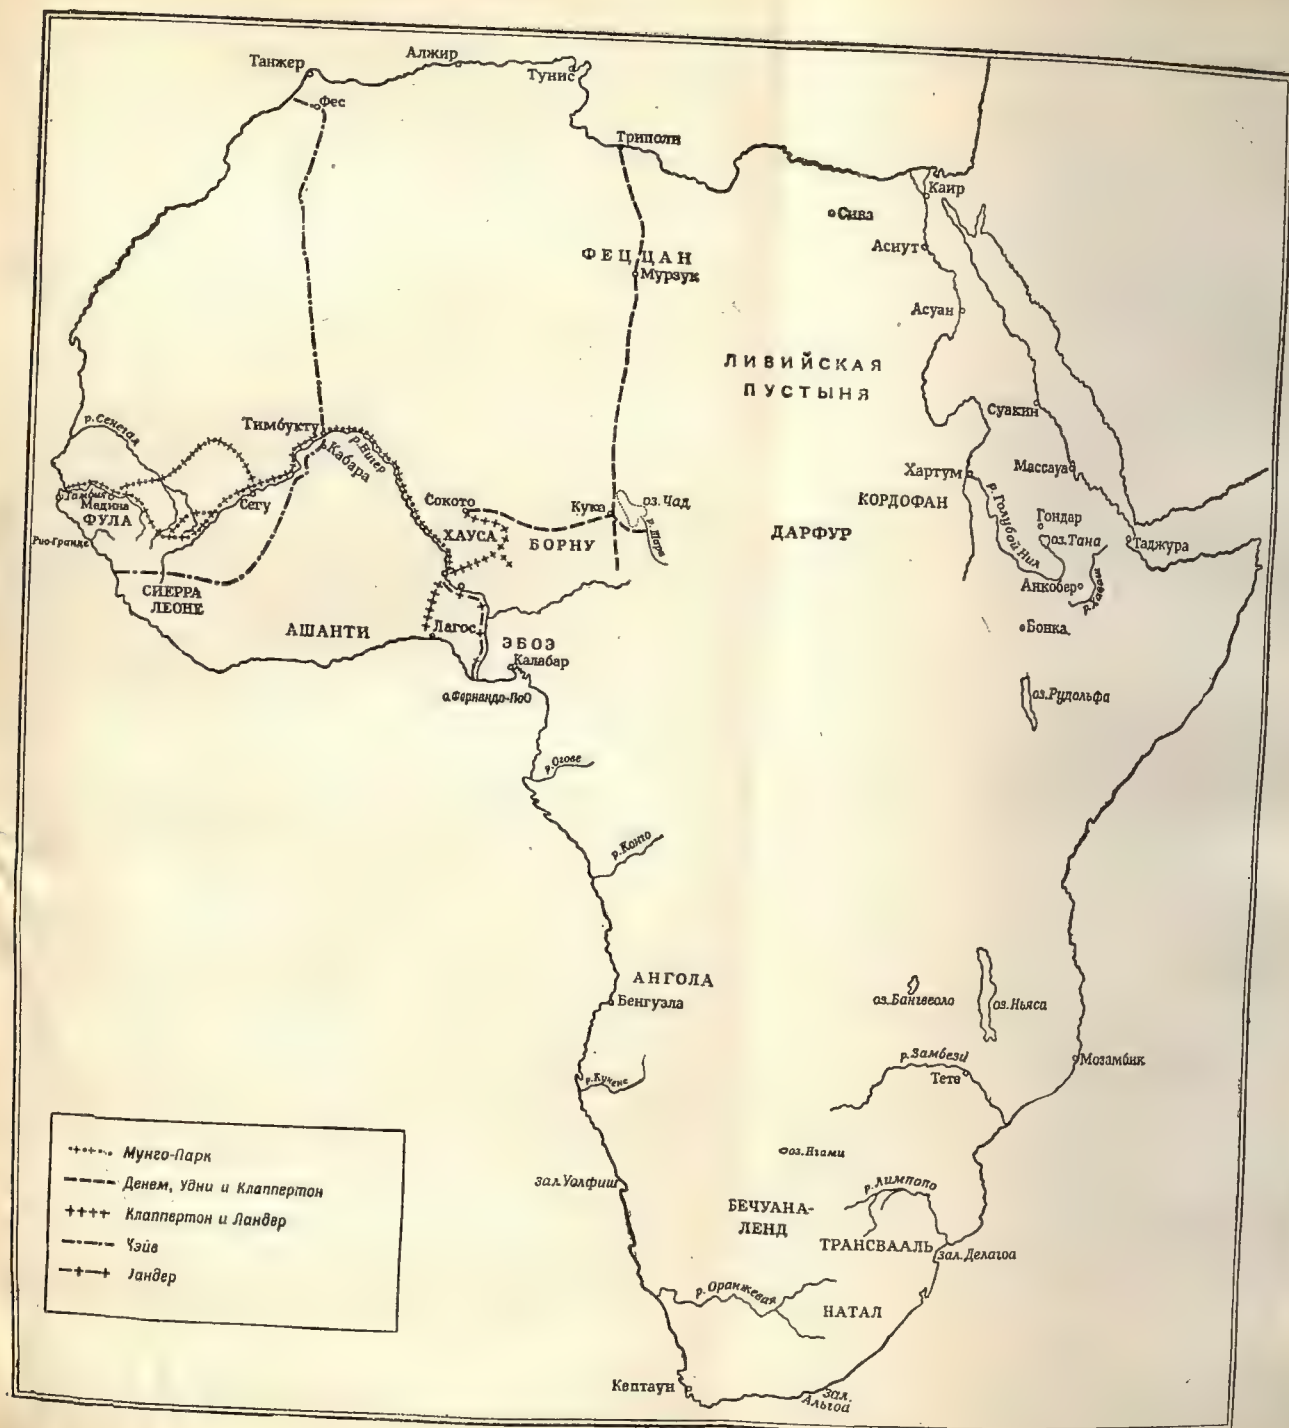 Танжер
Алжир
Тунис
Фес
Триполи
Каир
Сива
Асиут
ФЕЦЦАН
Мурзук
Асуан
ЛИВИЙСКАЯ
ПУСТЫНЯ
Суакин
р.Сенегал
Тимбукту
р.Нигер
Кабара
Хартум
Массауа
р.Гамбия
Медина
ФУЛА
Сегу
Сокото
Кука
оз.Чад
р.Шари
КОРДОФАН
р.Голубой Нил
Гондар
оз.Тана
Таджура
Рио-Гранде
ХАУСА
БОРНУ
ДАРФУР
Анкобер
СИЕРРА
ЛЕОНЕ
АШАНТИ
Лагос
ЭБОЭ
Калабар
Бонка
о.Фернандо-По
оз.Рудольфа
р.Огове
р.Конго
АНГОЛА
Бенгуэла
оз.Бангвеоло
оз.Ньяса
р.Замбези
Тете
Мозамбик
р.Кунене
оз.Нгами
зал.Уолфиш
р.Лимпопо
БЕЧУАНА-
ЛЕНД
ТРАНСВААЛЬ
зал.Делагоа
р.Оранжевая
НАТАЛ
Кептаун
зал.
Альгоа
Мунго-Парк
Денем, Удни и Клаппертон
Клаппертон и Ландер